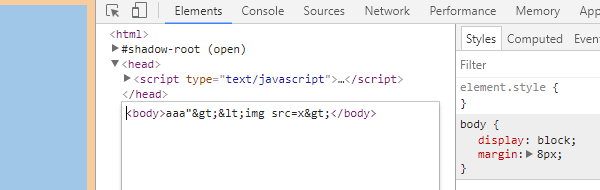 Elements Console Sources Network Performance Memory
<html>
▶#shadow-root (open)
▼<head>
▶<script type="text/javascript">…</script>
</head>
<body>aaa"&gt;&lt;img src=x&gt;</body>
Styles Computed Event
Filter
element.style {
}
body {
display: block;
margin:▶ 8px;
}